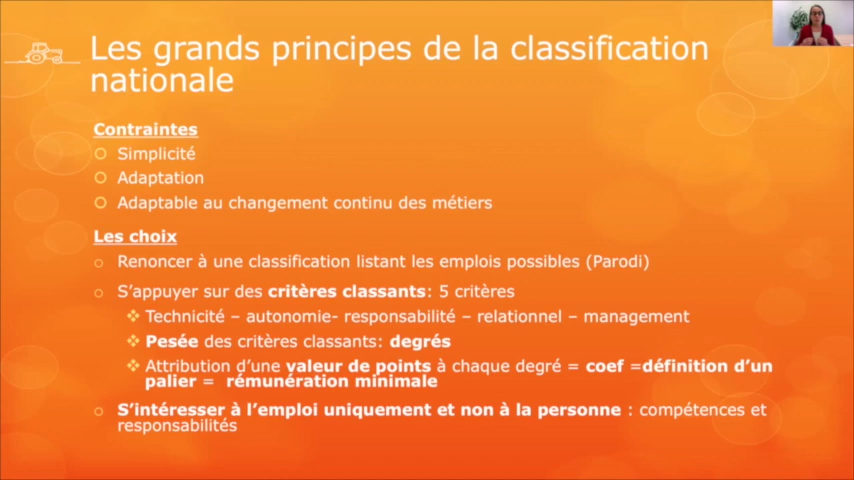 Les grands principes de la classification
nationale
Contraintes
Simplicité
Adaptation
Adaptable au changement continu des métiers
Les choix
Renoncer à une classification listant les emplois possibles (Parodi)
S'appuyer sur des critères classants: 5 critères
Technicité – autonomie- responsabilité – relationnel – management
Pesée des critères classants: degrés
Attribution d'une valeur de points à chaque degré = coef =définition d'un
palier = rémunération minimale
S'intéresser à l'emploi uniquement et non à la personne : compétences et
responsabilités